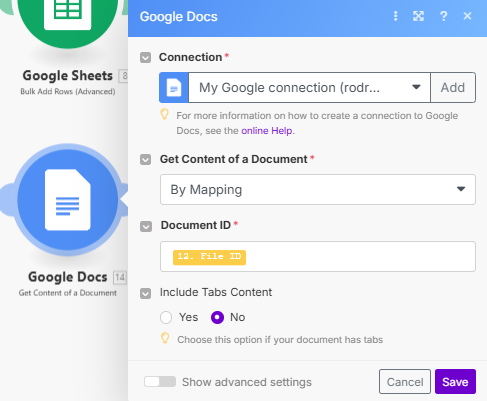 Google Sheets 8
Bulk Add Rows (Advanced)
Google Docs 14
Get Content of a Document
Google Docs
Connection*
My Google connection (rodr...
Add
For more information on how to create a connection to Google
Docs, see the online Help.
Get Content of a Document*
By Mapping
Document ID*
12. File ID
Include Tabs Content
Yes No
Choose this option if your document has tabs
Show advanced settings
Cancel Save